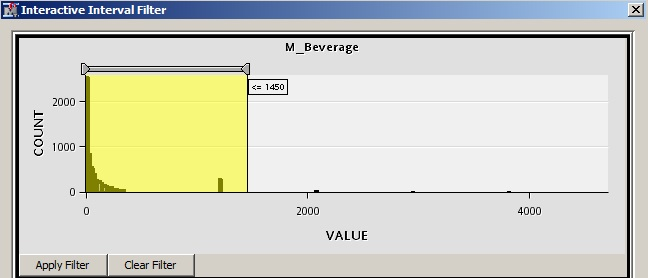 Interactive Interval Filter
M_Beverage
<= 1450
COUNT
2000
1000
0
0 2000 4000
VALUE
Apply Filter Clear Filter